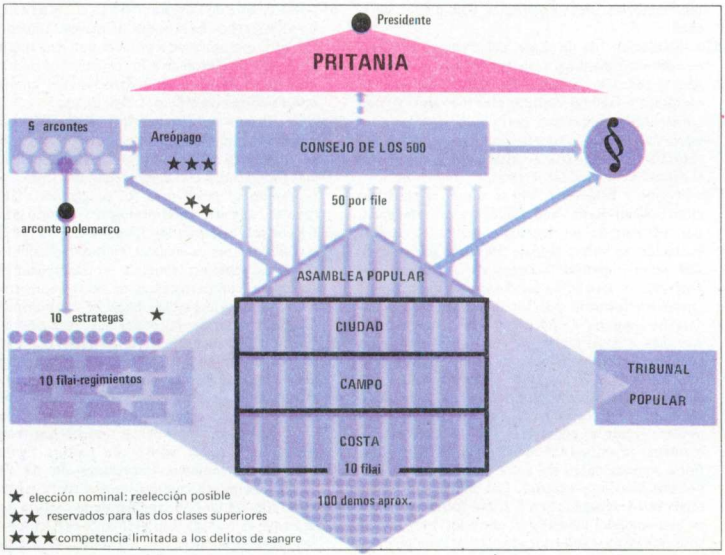 Presidente
PRITANIA
9 arcontes
Areópago
★★★
CONSEJO DE LOS 500
§
★★
50 por file
arconte polemarco
ASAMBLEA POPULAR
10 estrategas ★
CIUDAD
10 filai-regimientos
CAMPO
TRIBUNAL
POPULAR
COSTA
10 filai
100 demos aprox.
★ elección nominal: reelección posible
★★ reservados para las dos clases superiores
★★★ competencia limitada a los delitos de sangre